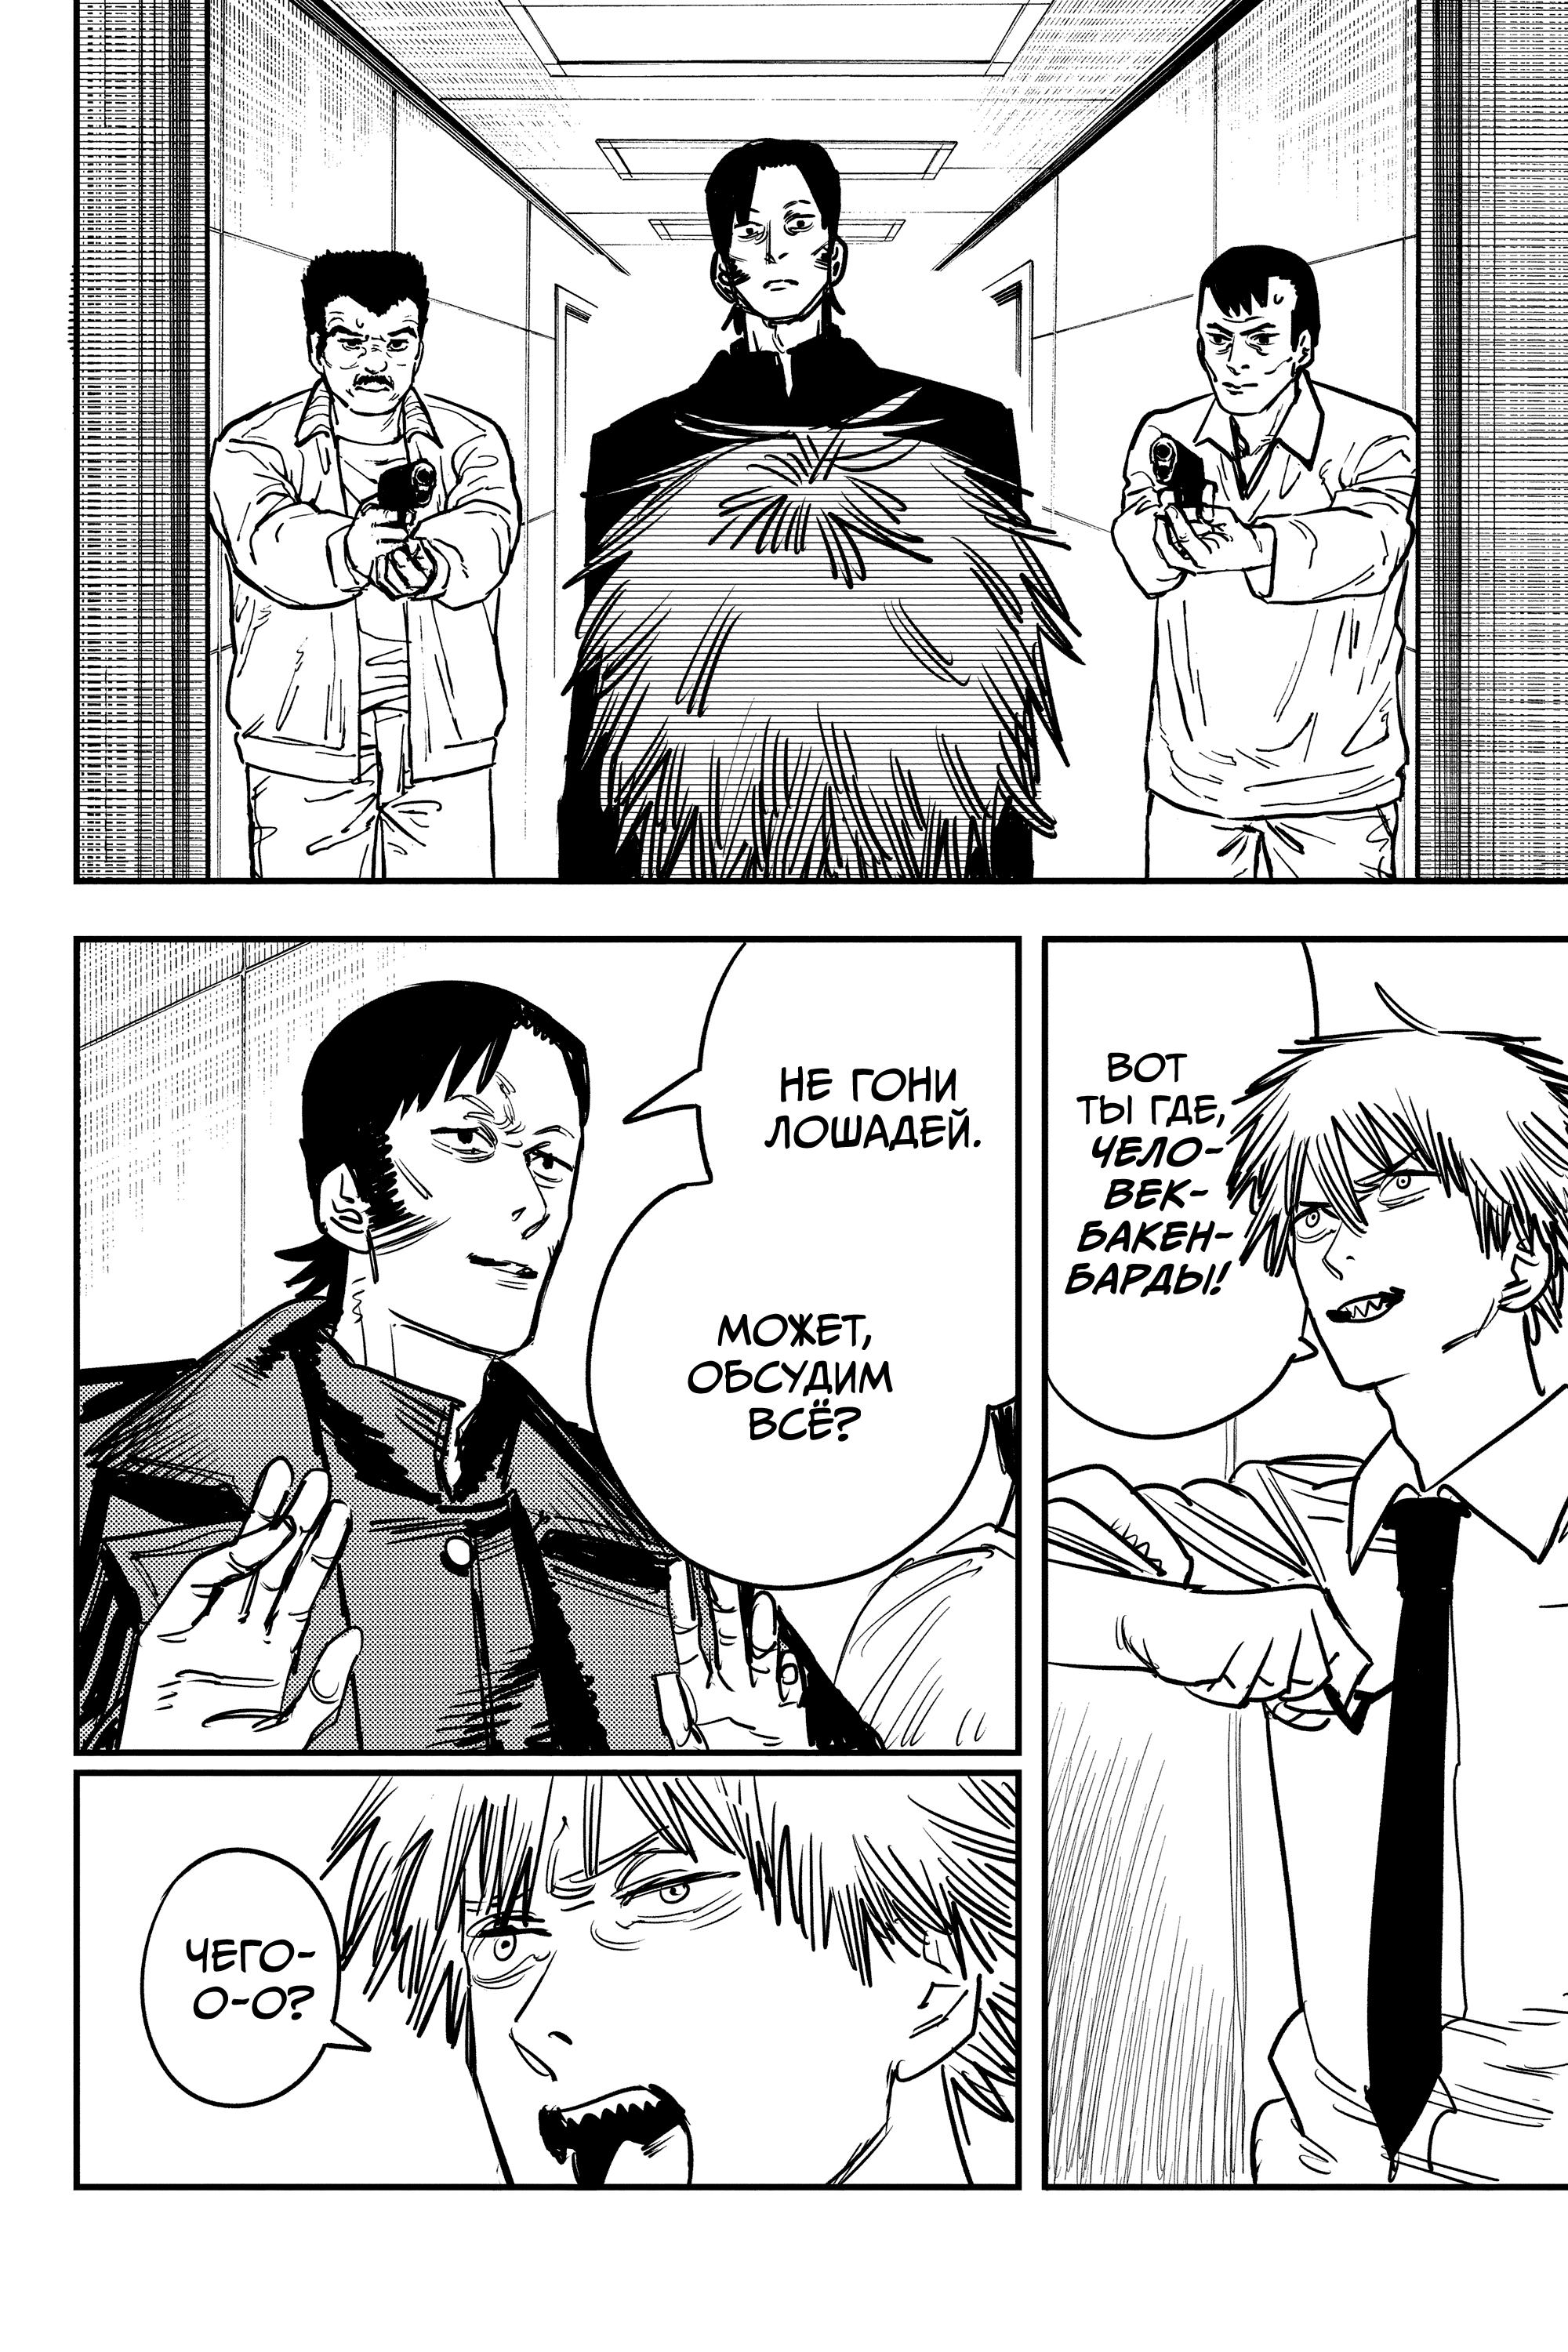 ВОТ
ТЫ ГДЕ,
ЧЕЛО-
ВЕК-
БАКЕН-
БАРДЫ!
НЕ ГОНИ
ЛОШАДЕЙ.
МОЖЕТ,
ОБСУДИМ
ВСЁ?
ЧЕГО-
О-О?